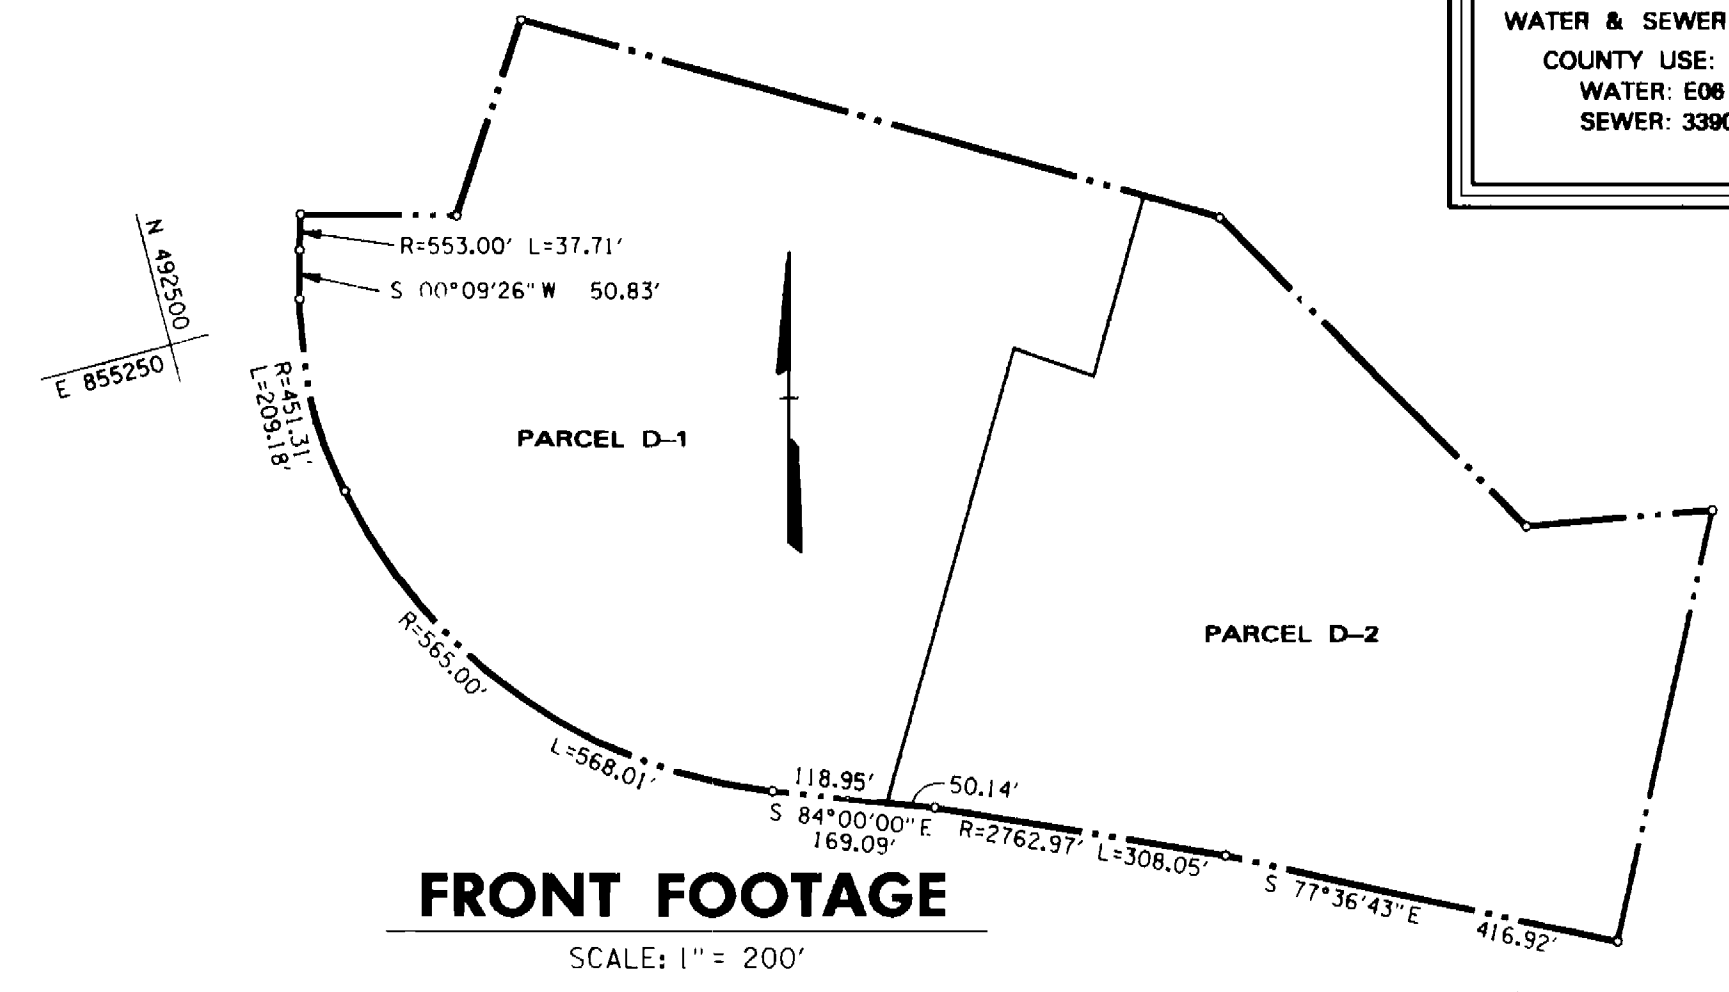 WATER & SEWER
COUNTY USE:
WATER: E06
SEWER: 3390
R=553.00' L=37.71'
S 00°09'26" W 50.83'
N 492500
E 855250
R=451.31'
L=209.18'
PARCEL D-1
PARCEL D-2
R=565.00'
L=568.01'
118.95'
50.14'
S 84°00'00" E
169.09'
R=2762.97' L=308.05'
S 77°36'43" E
416.92'
FRONT FOOTAGE
SCALE: 1" = 200'